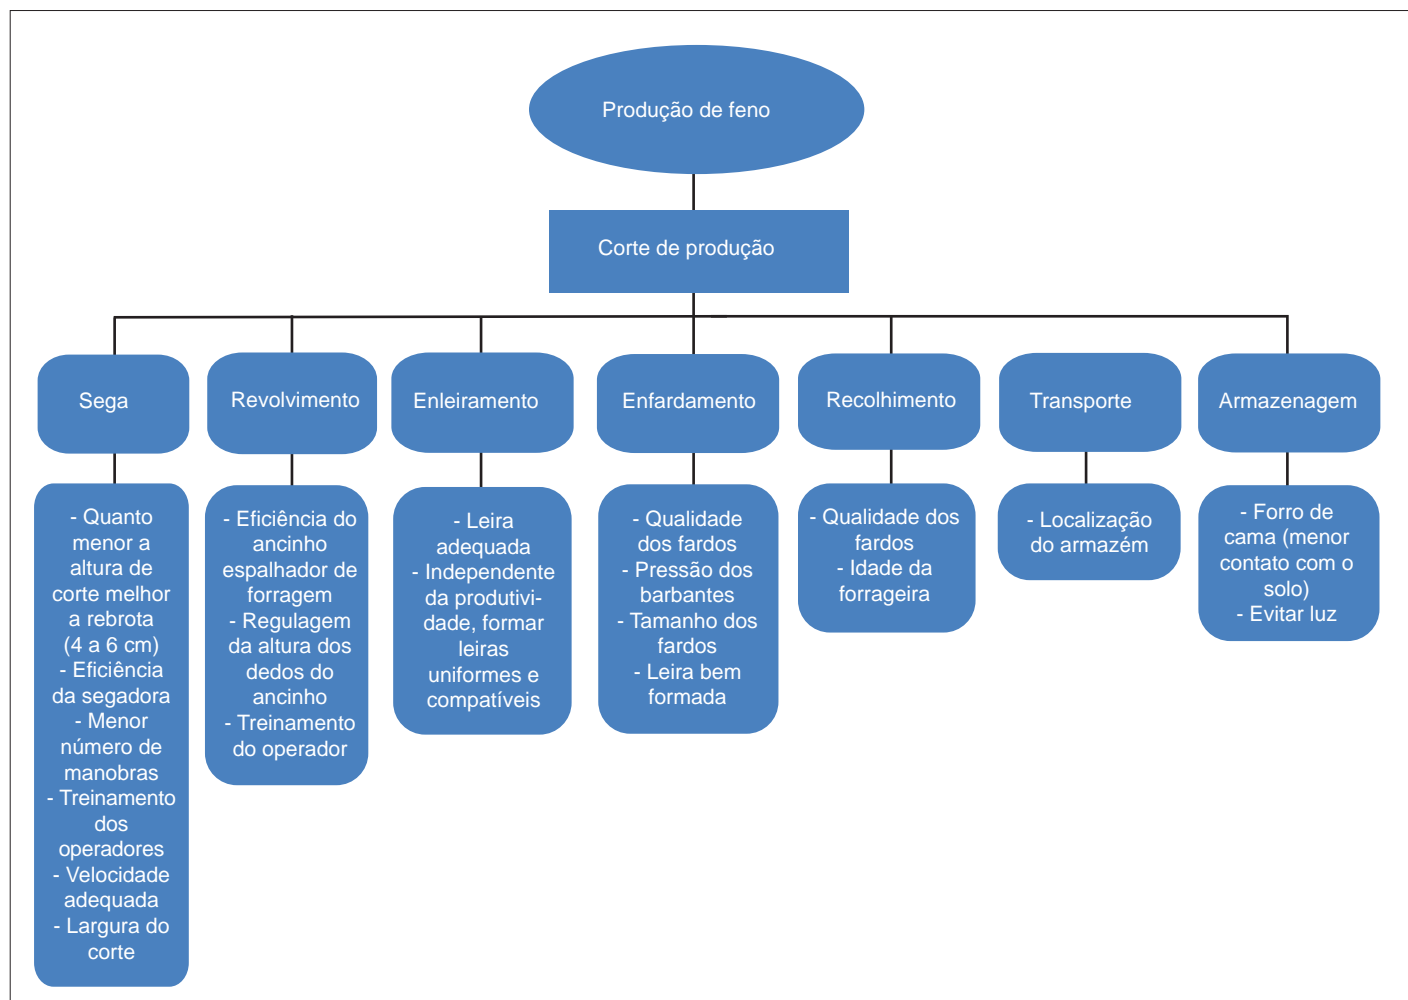 Produção de feno
Corte de produção
Sega
Revolvimento
Enleiramento
Enfardamento
Recolhimento
Transporte
Armazenagem
- Quanto
menor a
altura de
corte melhor
a rebrota
(4 a 6 cm)
- Eficiência
da segadora
- Menor
número de
manobras
- Treinamento
dos
operadores
- Velocidade
adequada
- Largura do
corte
- Eficiência do
ancinho
espalhador de
forragem
- Regulagem
da altura dos
dedos do
ancinho
- Treinamento
do operador
- Leira
adequada
- Independente
da produtivi-
dade, formar
leiras
uniformes e
compatíveis
- Qualidade
dos fardos
- Pressão dos
barbantes
- Tamanho dos
fardos
- Leira bem
formada
- Qualidade dos
fardos
- Idade da
forrageira
- Localização
do armazém
- Forro de
cama (menor
contato com o
solo)
- Evitar luz